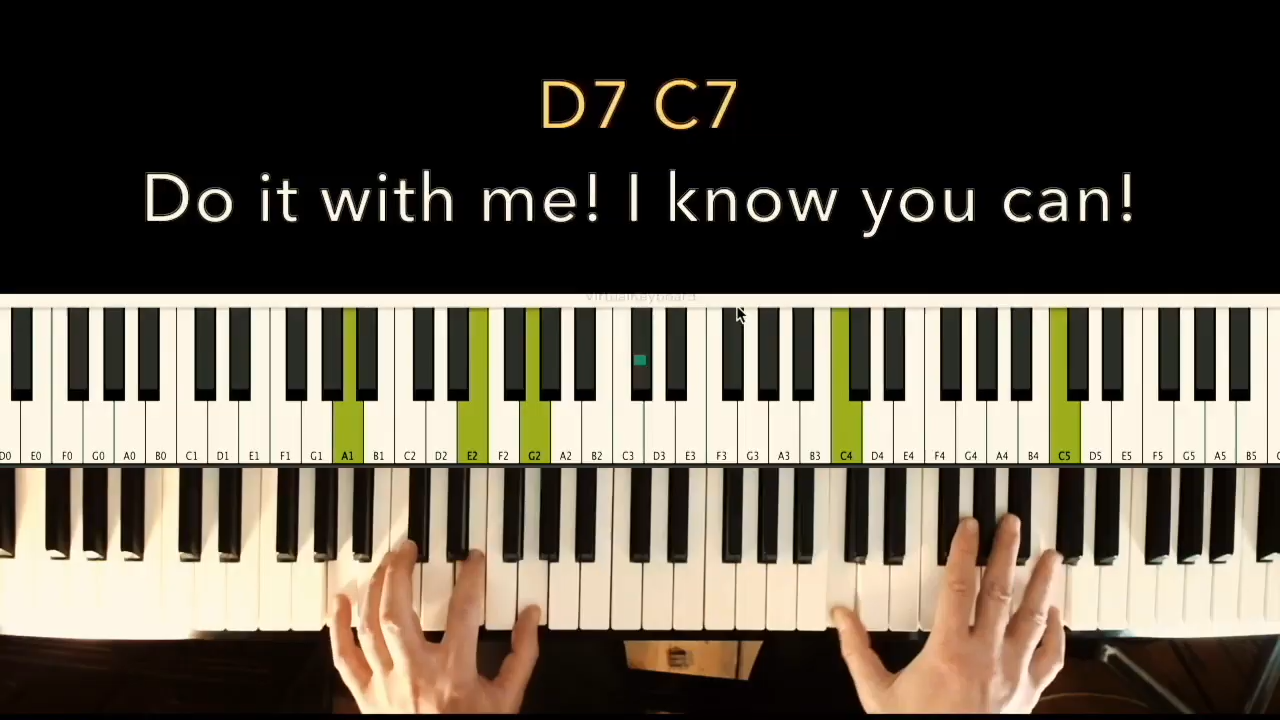 D7 C7
Do it with me! I know you can!
VirtualKeyboard
D0 E0 F0 G0 A0 B0 C1 D1 E1 F1 G1 A1 B1 C2 D2 E2 F2 G2 A2 B2 C3 D3 E3 F3 G3 A3 B3 C4 D4 E4 F4 G4 A4 B4 C5 D5 E5 F5 G5 A5 B5